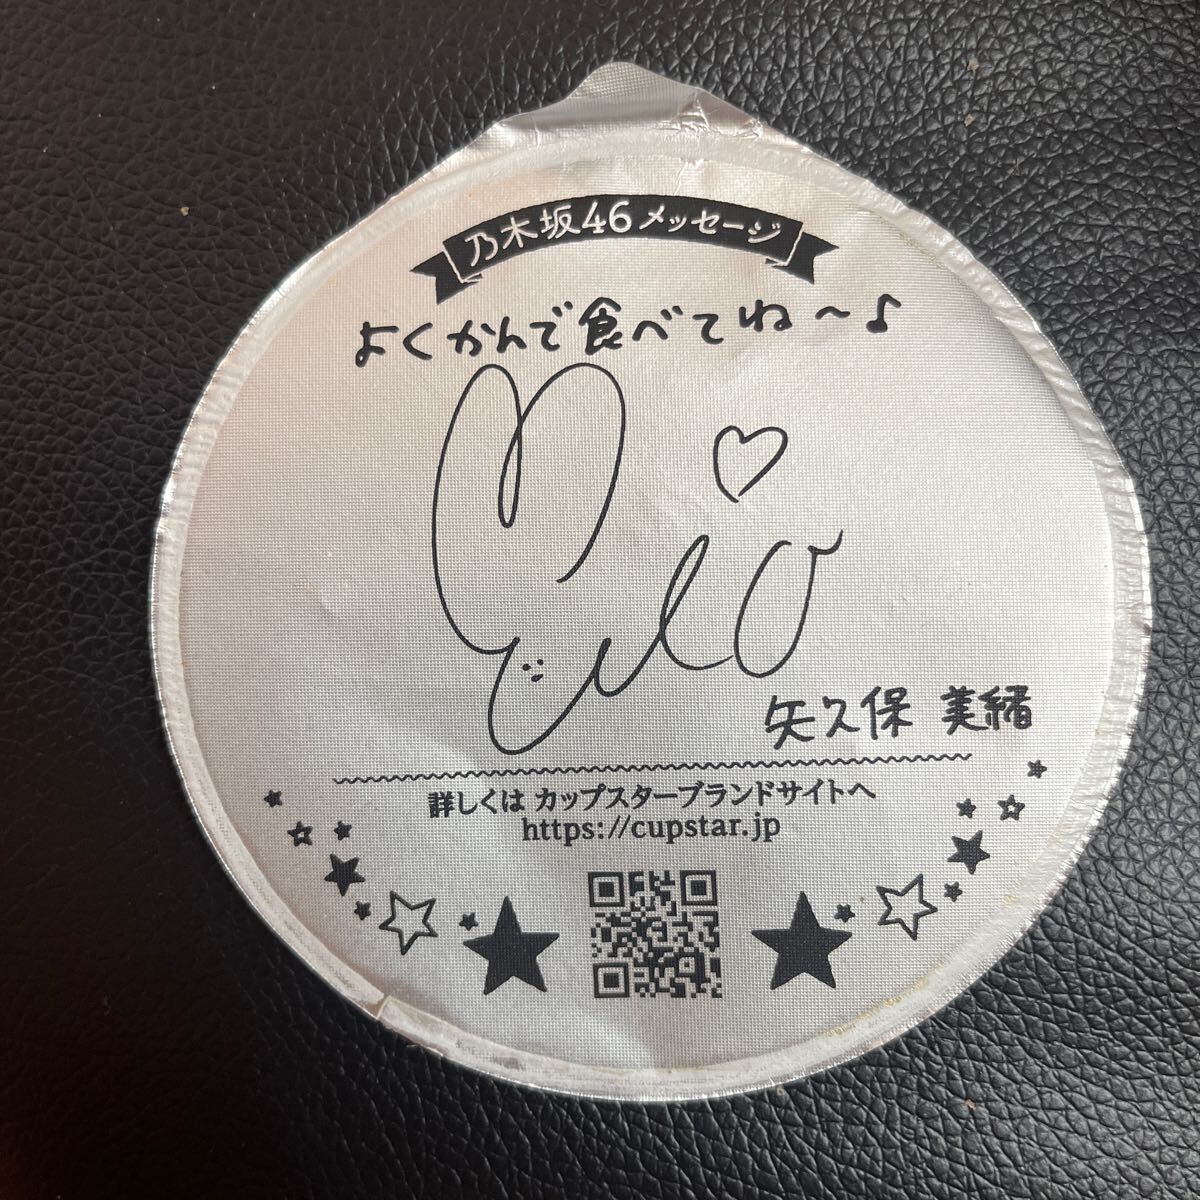 乃木坂46メッセージ
よくかんで食べてね〜♪
Mio♡
矢久保 美緒
詳しくは カップスターブランドサイトへ
https://cupstar.jp